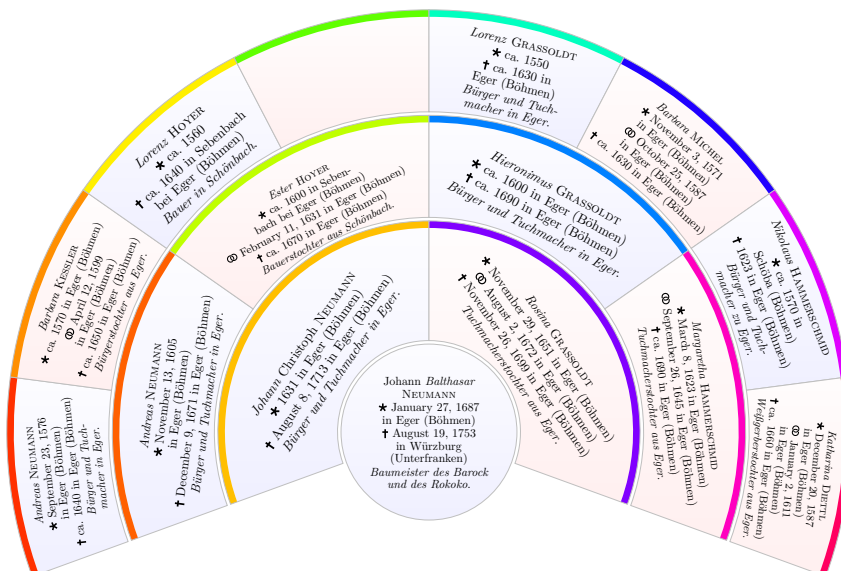 Lorenz GRASSOLDT
★ ca. 1550
✝ ca. 1630 in
Eger (Böhmen)
Bürger und Tuch-
macher in Eger.
Lorenz HOYER
★ ca. 1560
✝ ca. 1640 in Sebenbach
bei Eger (Böhmen)
Bauer in Schönbach.
Barbara MICHEL
★ November 3, 1571
in Eger (Böhmen)
⚭ October 25, 1587
in Eger (Böhmen)
✝ ca. 1630 in Eger (Böhmen)
Barbara KESSLER
★ ca. 1570 in Eger (Böhmen)
⚭ April 12, 1599
in Eger (Böhmen)
✝ ca. 1650 in Eger (Böhmen)
Bürgerstochter aus Eger.
Nikolaus HAMMERSCHMID
★ ca. 1570 in
Schöba (Böhmen)
✝ 1623 in Eger (Böhmen)
Bürger und Tuch-
macher zu Eger.
Andreas NEUMANN
★ September 23, 1576
in Eger (Böhmen)
✝ ca. 1640 in Eger (Böhmen)
Bürger und Tuch-
macher in Eger.
Katharina DIETTL
★ December 20, 1587
in Eger (Böhmen)
⚭ January 2, 1611
in Eger (Böhmen)
✝ ca. 1660 in Eger (Böhmen)
Weißgerberstochter aus Eger.
Ester HOYER
★ ca. 1600 in Seben-
bach bei Eger (Böhmen)
⚭ February 11, 1631 in Eger (Böhmen)
✝ ca. 1670 in Eger (Böhmen)
Bauerstochter aus Schönbach.
Hieronimus GRASSOLDT
★ ca. 1600 in Eger (Böhmen)
✝ ca. 1690 in Eger (Böhmen)
Bürger und Tuchmacher in Eger.
Andreas NEUMANN
★ November 13, 1605
in Eger (Böhmen)
✝ December 9, 1671 in Eger (Böhmen)
Bürger und Tuchmacher in Eger.
Margaretha HAMMERSCHMID
★ March 8, 1623 in Eger (Böhmen)
⚭ September 26, 1645 in Eger (Böhmen)
✝ ca. 1690 in Eger (Böhmen)
Tuchmacherstochter aus Eger.
Johann Christoph NEUMANN
★ 1631 in Eger (Böhmen)
✝ August 8, 1713 in Eger (Böhmen)
Bürger und Tuchmacher in Eger.
Rosina GRASSOLDT
★ November 29, 1651 in Eger (Böhmen)
⚭ August 2, 1672 in Eger (Böhmen)
✝ November 26, 1699 in Eger (Böhmen)
Tuchmacherstochter aus Eger.
Johann Balthasar
NEUMANN
★ January 27, 1687
in Eger (Böhmen)
✝ August 19, 1753
in Würzburg
(Unterfranken)
Baumeister des Barock
und des Rokoko.